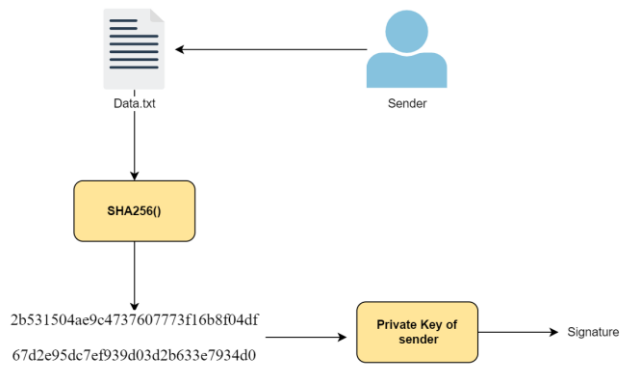 Data.txt
Sender
SHA256()
2b531504ae9c4737607773f16b8f04df
67d2e95dc7ef939d03d2b633e7934d0
Private Key of
sender
Signature